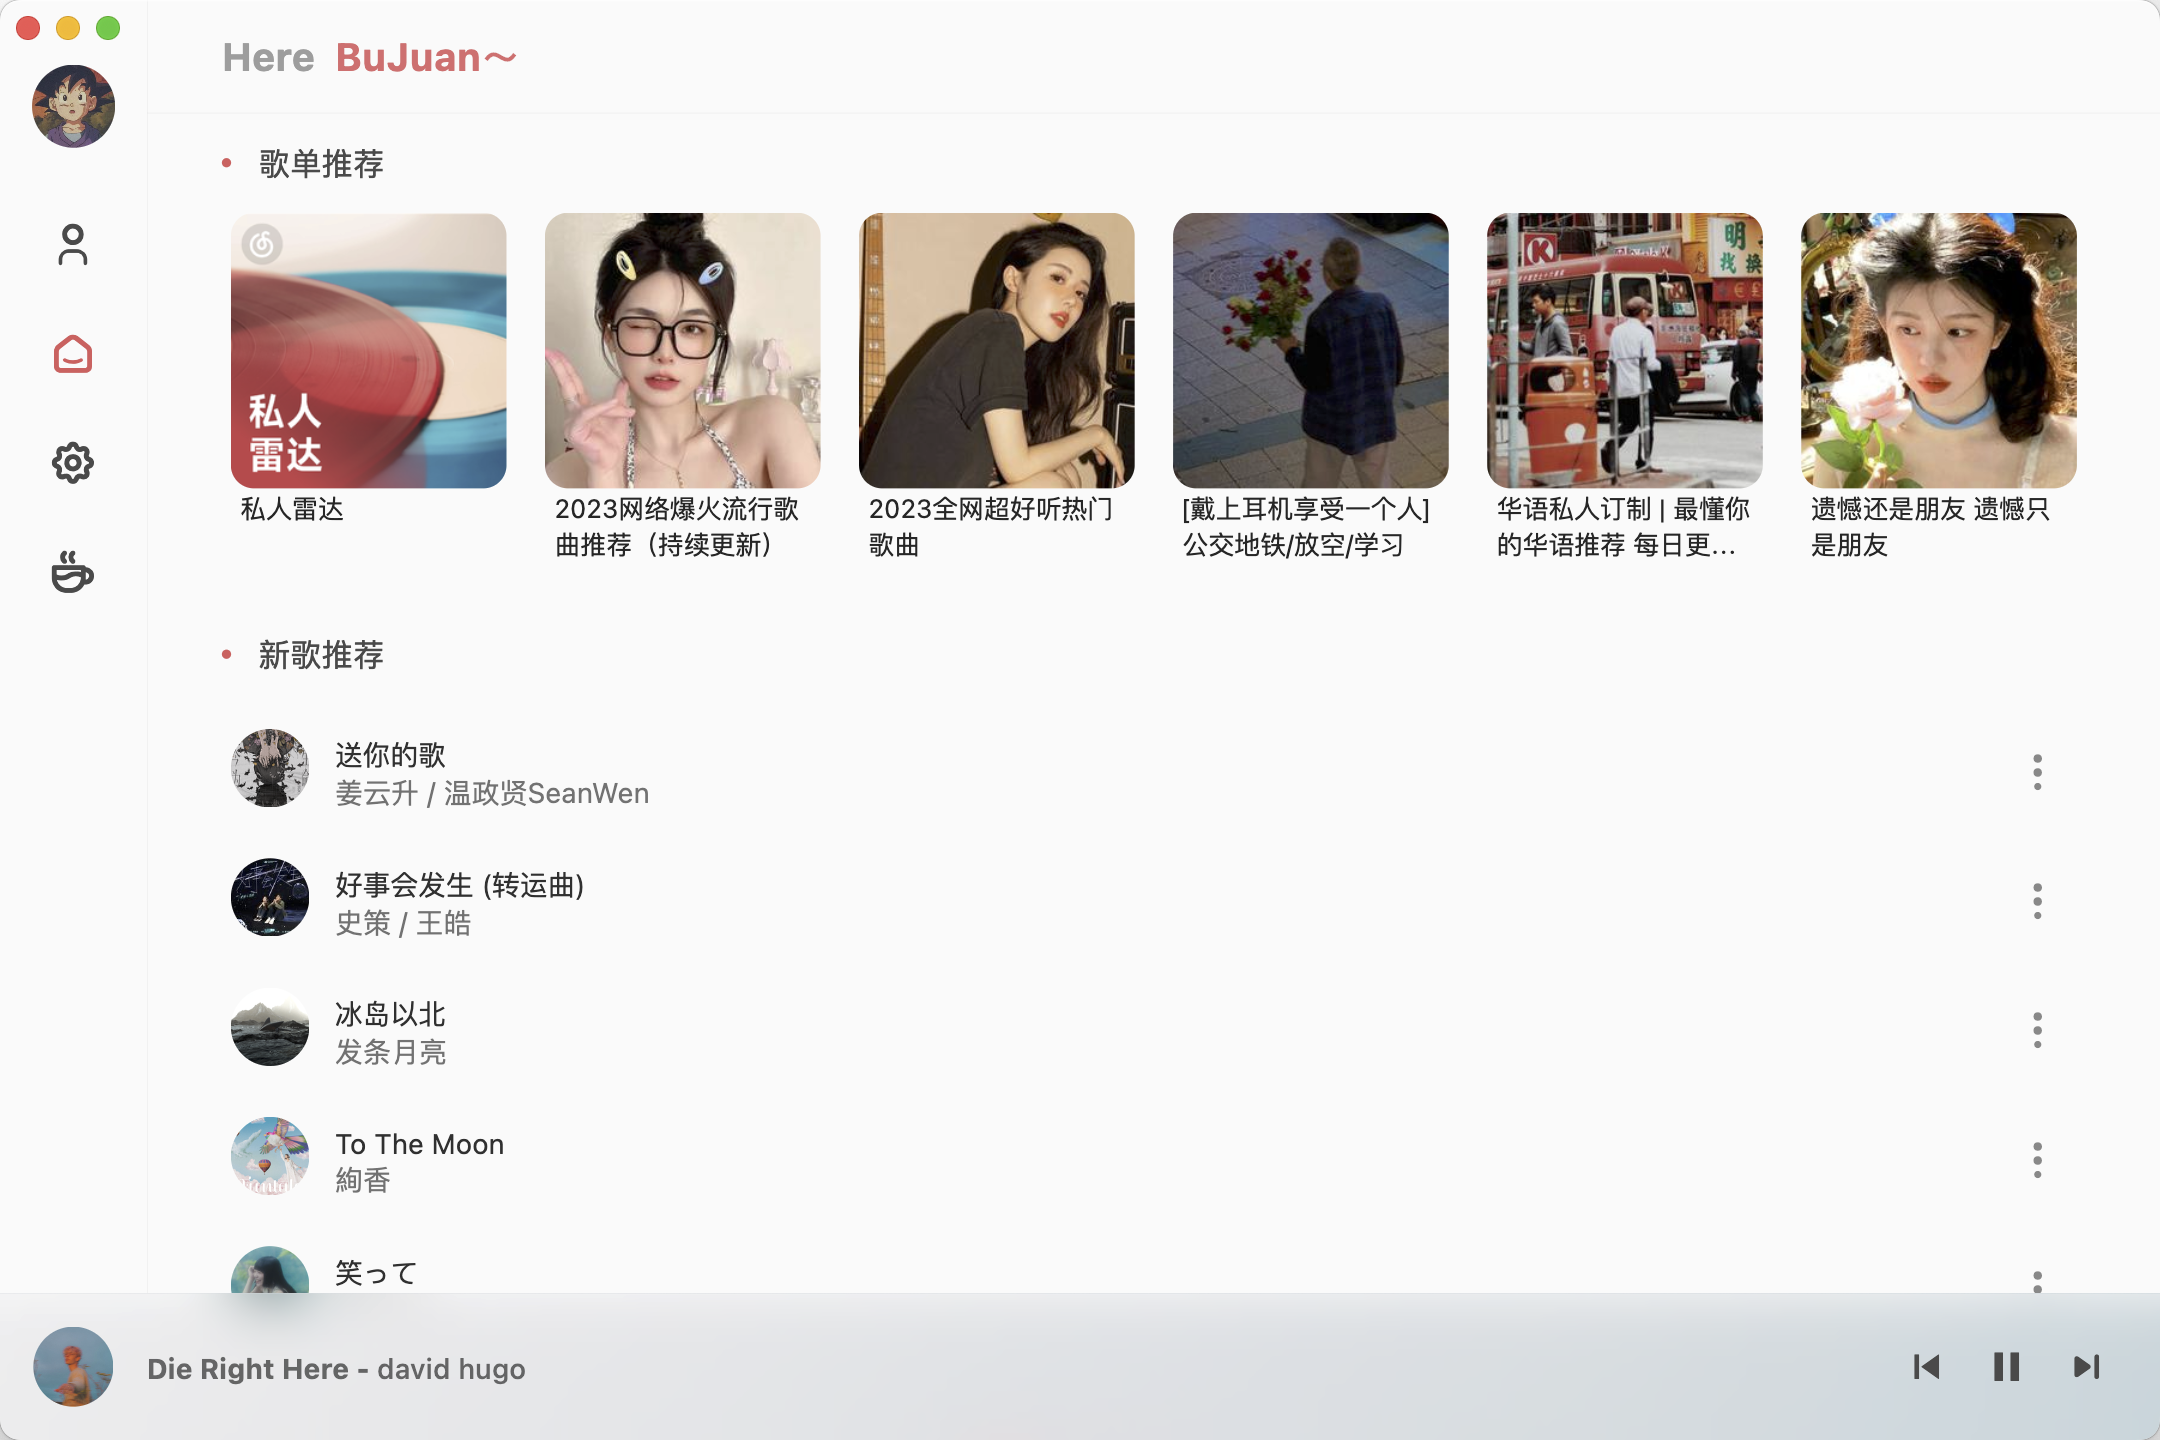 Here BuJuan～
歌单推荐
私人
雷达
明
找换
K
私人雷达
2023网络爆火流行歌
曲推荐（持续更新）
2023全网超好听热门
歌曲
[戴上耳机享受一个人]
公交地铁/放空/学习
华语私人订制 | 最懂你
的华语推荐 每日更...
遗憾还是朋友 遗憾只
是朋友
新歌推荐
送你的歌
姜云升 / 温政贤SeanWen
好事会发生 (转运曲)
史策 / 王皓
冰岛以北
发条月亮
To The Moon
絢香
笑って
Die Right Here - david hugo